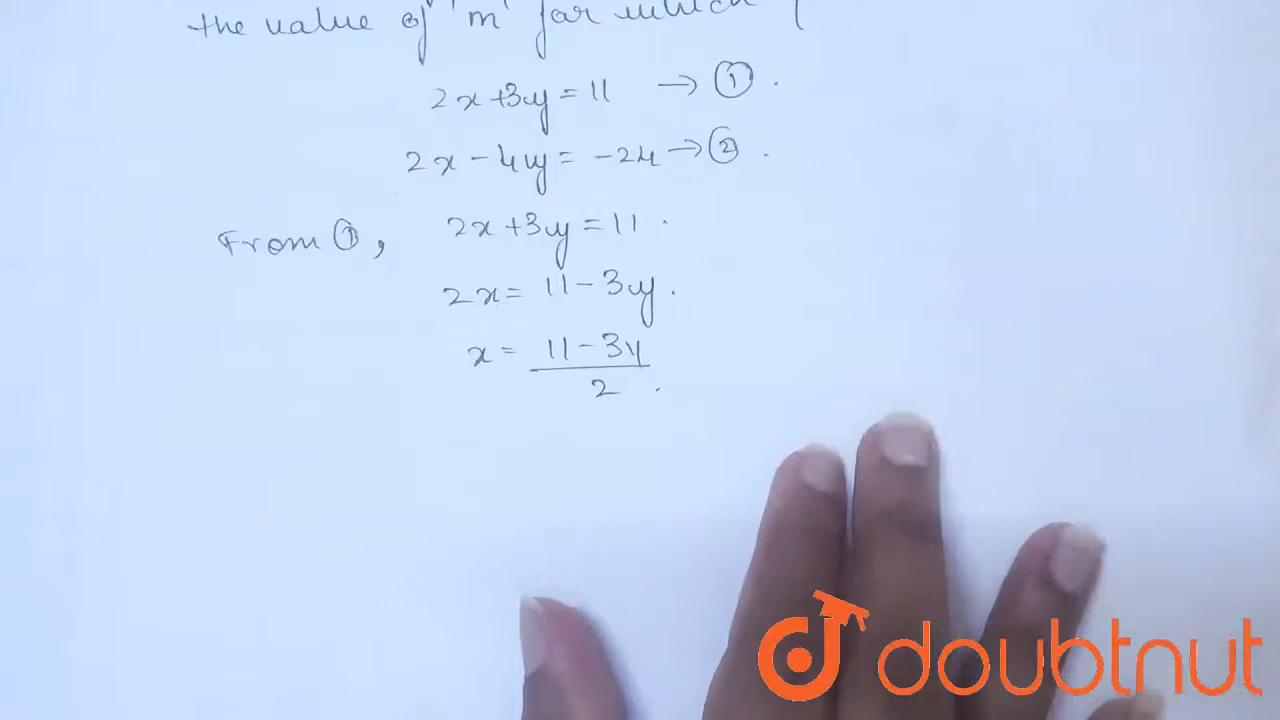 the value of 'm' for which y
2x+3y=11 → ①.
2x-4y=-24→②.
From ①, 2x+3y=11.
2x=11-3y.
x=11-3y
2.
doubtnut